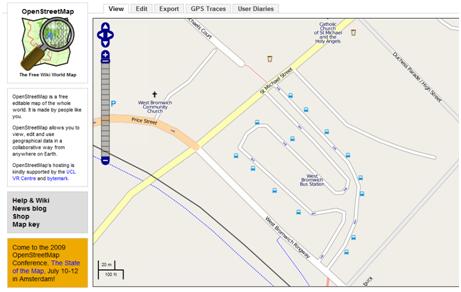 OpenStreetMap
The Free Wiki World Map
OpenStreetMap is a free
editable map of the whole
world. It is made by people like
you.
OpenStreetMap allows you to
view, edit and use
geographical data in a
collaborative way from
anywhere on Earth.
OpenStreetMap's hosting is
kindly supported by the UCL
VR Centre and bytemark.
Help & Wiki
News blog
Shop
Map key
Come to the 2009
OpenStreetMap
Conference, The State
of the Map, July 10-12
in Amsterdam!
View Edit Export GPS Traces User Diaries
Catholic
Church
of St Michael
and the
Holy Angels
St Michael Street
Duchess Parade / High Street
P
West Bromwich
Community
Church
Price Street
West
Bromwich
Bus Station
West Bromwich Ringway
20 m
100 ft